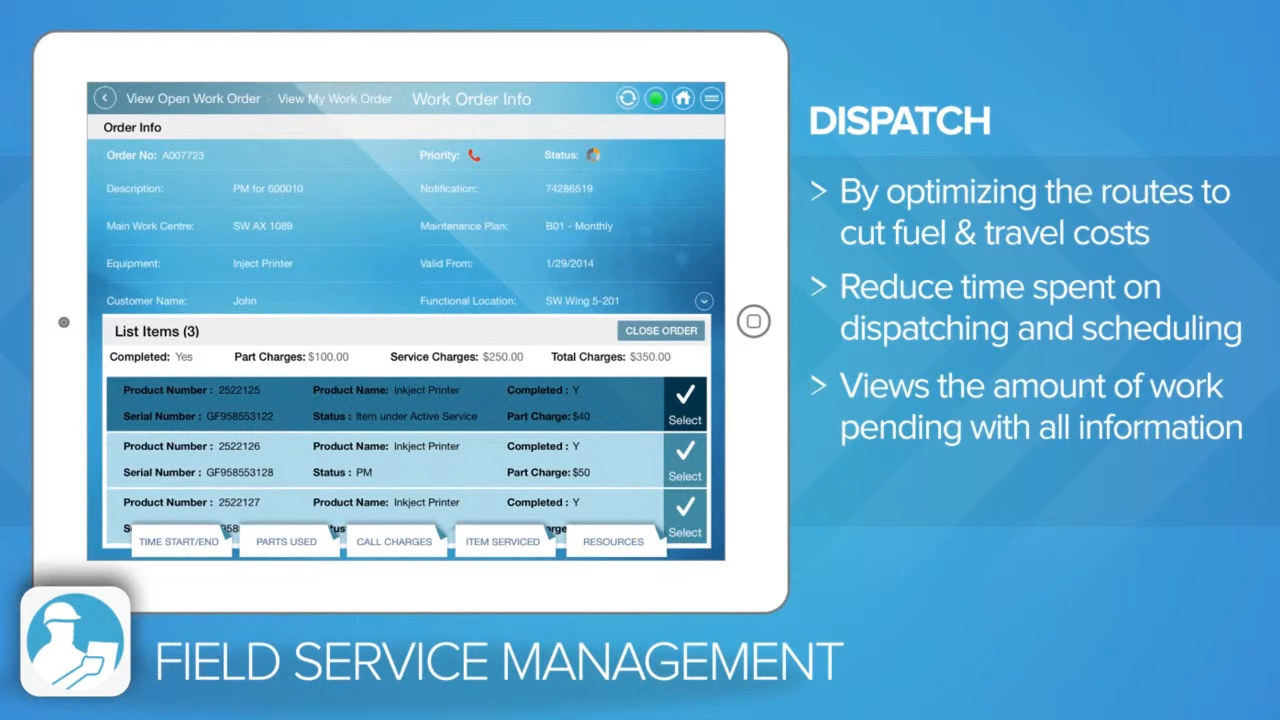 View Open Work Order > View My Work Order > Work Order Info
Order Info
Order No: A007723 Priority: Status:
Description: PM for 600010 Notification: 74286519
Main Work Centre: SW AX 1089 Maintenance Plan: B01 - Monthly
Equipment: Inject Printer Valid From: 1/29/2014
Customer Name: John Functional Location: SW Wing 5-201
List Items (3) CLOSE ORDER
Completed: Yes Part Charges: $100.00 Service Charges: $250.00 Total Charges: $350.00
Product Number : 2522125 Product Name: Inkject Printer Completed : Y
Serial Number : GF958553122 Status : Item under Active Service Part Charge: $40 Select
Product Number : 2522126 Product Name: Inkject Printer Completed : Y
Serial Number : GF958553128 Status : PM Part Charge: $50 Select
Product Number : 2522127 Product Name: Inkject Printer Completed : Y
Select
TIME START/END PARTS USED CALL CHARGES ITEM SERVICED RESOURCES
DISPATCH
> By optimizing the routes to
cut fuel & travel costs
> Reduce time spent on
dispatching and scheduling
> Views the amount of work
pending with all information
FIELD SERVICE MANAGEMENT